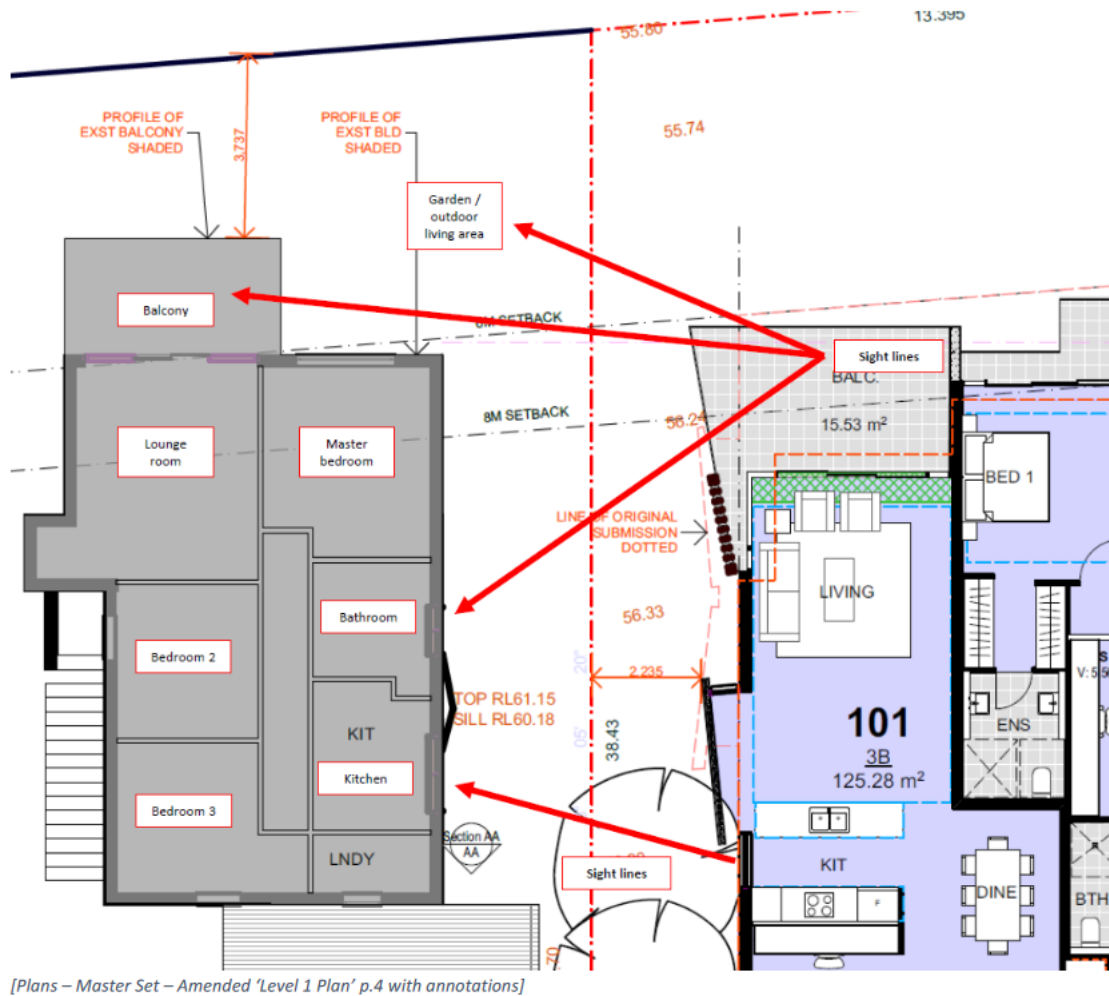 55.80
13.395
PROFILE OF
EXST BALCONY
SHADED
3.737
PROFILE OF
EXST BLD
SHADED
55.74
Garden /
outdoor
living area
Balcony
SETBACK
Sight lines
BALC.
15.53 m²
8M SETBACK
56.24
Lounge
room
Master
bedroom
BED 1
LINE OF ORIGINAL
SUBMISSION
DOTTED
LIVING
Bathroom
56.33
Bedroom 2
20"
2.235
TOP RL61.15
SILL RL60.18
KIT
05'
38.43
101
3B
125.28 m²
ENS
Kitchen
Bedroom 3
Section AA
AA
LNDY
Sight lines
KIT
F
DINE
BTH
[Plans – Master Set – Amended 'Level 1 Plan' p.4 with annotations]